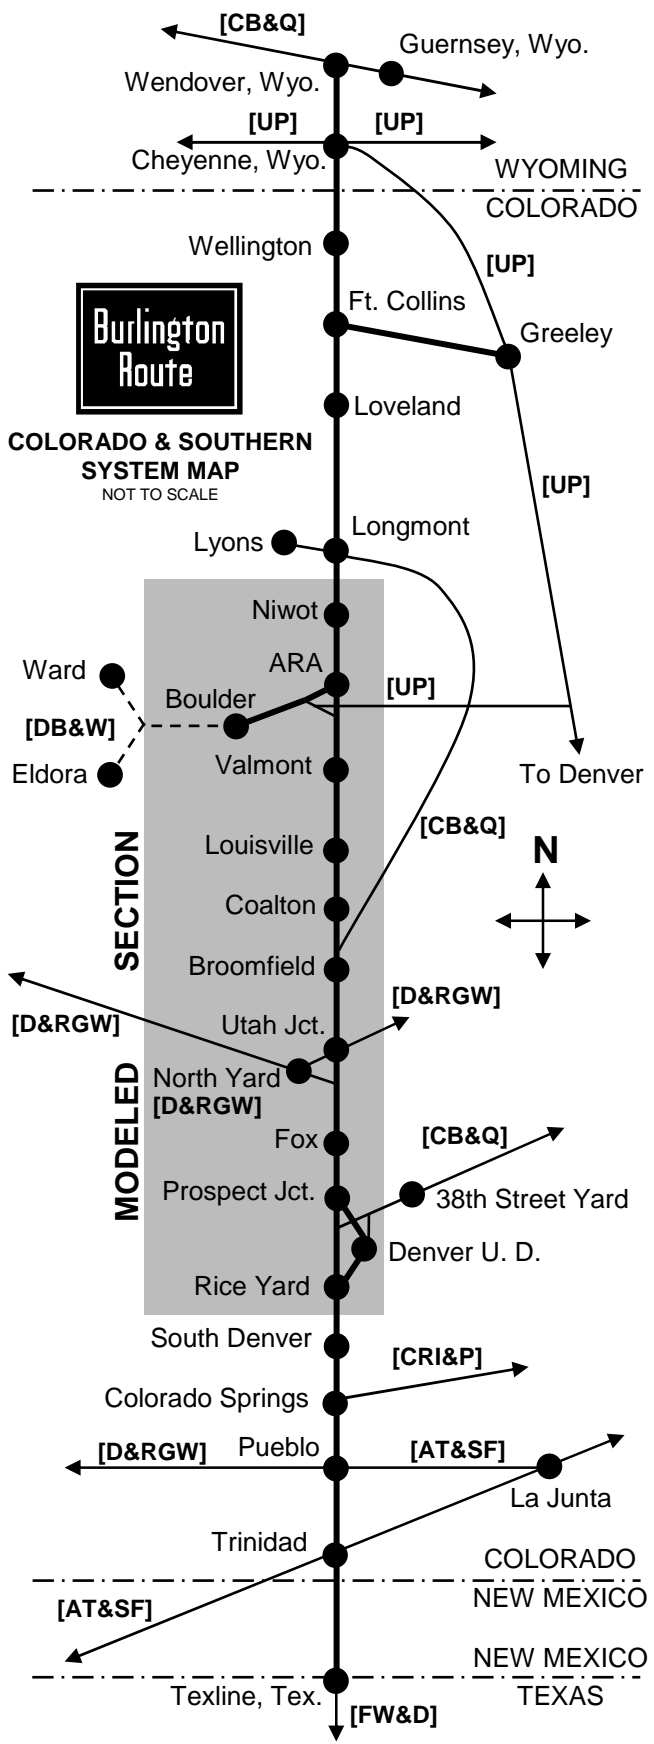 [CB&Q]
Guernsey, Wyo.
Wendover, Wyo.
[UP] [UP]
Cheyenne, Wyo.
WYOMING
COLORADO
Wellington
[UP]
Ft. Collins
Greeley
Burlington
Route
Loveland
COLORADO & SOUTHERN
SYSTEM MAP
NOT TO SCALE
[UP]
Longmont
Lyons
Niwot
ARA
Ward
[UP]
Boulder
[DB&W]
Valmont
Eldora
To Denver
[CB&Q]
Louisville
N
Coalton
MODELED SECTION
Broomfield
[D&RGW]
[D&RGW]
Utah Jct.
North Yard
[D&RGW]
Fox
[CB&Q]
Prospect Jct.
38th Street Yard
Denver U. D.
Rice Yard
South Denver
[CRI&P]
Colorado Springs
Pueblo
[D&RGW]
[AT&SF]
La Junta
Trinidad
COLORADO
NEW MEXICO
[AT&SF]
NEW MEXICO
Texline, Tex.
TEXAS
[FW&D]